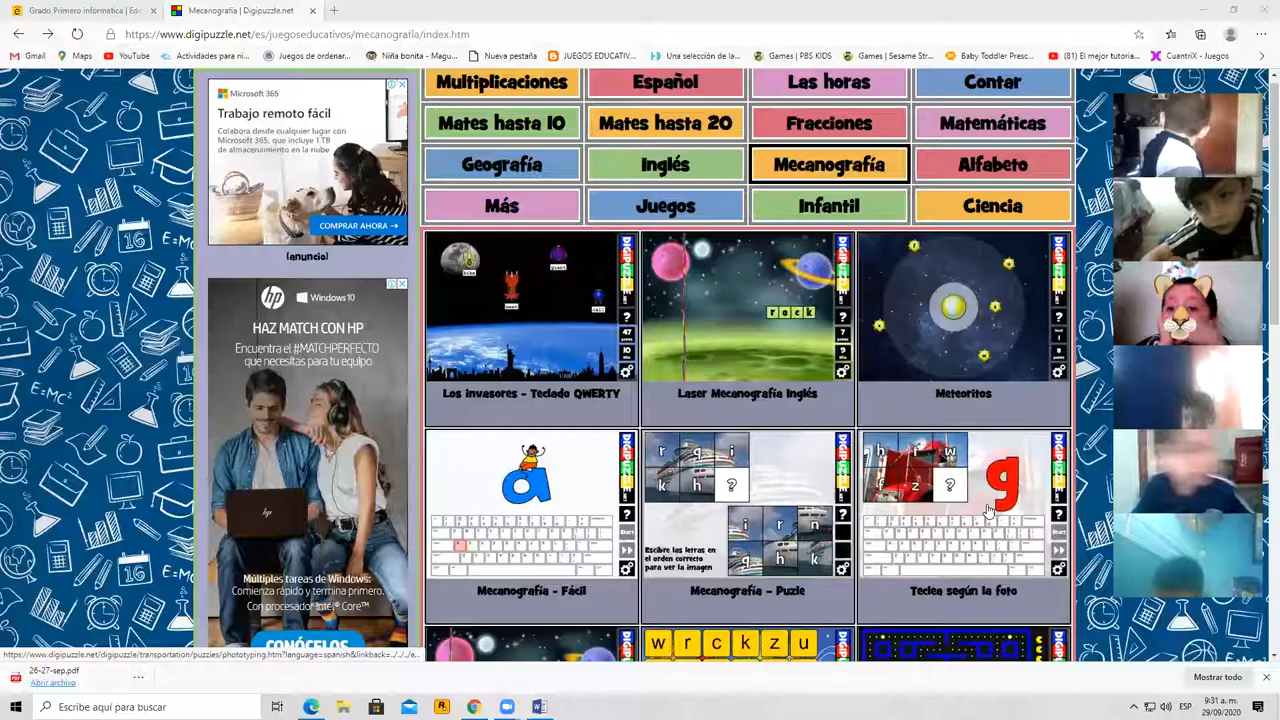 Grado Primero informatica | Ed
Mecanografía | Digipuzzle.net
https://www.digipuzzle.net/es/juegoseducativos/mecanografia/index.htm
Gmail
Maps
YouTube
Actividades para ni...
Juegos de ordenar...
Niña bonita - Magu...
Nueva pestaña
JUEGOS EDUCATIV...
Una selección de la...
Games | PBS KIDS
Games | Sesame Str...
Baby Toddler Presc...
(81) El mejor tutoria...
CuantriX - Juegos
Multiplicaciones
Español
Las horas
Contar
Mates hasta 10
Mates hasta 20
Fracciones
Matemáticas
Geografía
Inglés
Mecanografía
Alfabeto
Más
Juegos
Infantil
Ciencia
Microsoft 365
Trabajo remoto fácil
Colabora desde cualquier lugar con
Microsoft 365, que incluye 1 TB
de almacenamiento en la nube
COMPRAR AHORA →
(anuncio)
hp Windows 10
HAZ MATCH CON HP
Encuentra el #MATCHPERFECTO
que necesitas para tu equipo
Múltiples tareas de Windows:
Comienza rápido y termina primero.
Con procesador Intel® Core™
CONÓCELOS
rock
Los invasores - Teclado QWERTY
Laser Mecanografía Inglés
Meteoritos
a
r g i
k h ?
i r n
g h k
Escribe las letras en
el orden correcto
para ver la imagen
h f w
f z ?
g
Mecanografía - Fácil
Mecanografía - Puzle
Teclea según la foto
w r c k z u
https://www.digipuzzle.net/digipuzzle/transportation/puzzles/phototyping.htm?language=spanish&linkback=../../../e...
26-27-sep.pdf
Abrir archivo
Mostrar todo
Escribe aquí para buscar
ESP
9:31 a. m.
29/09/2020